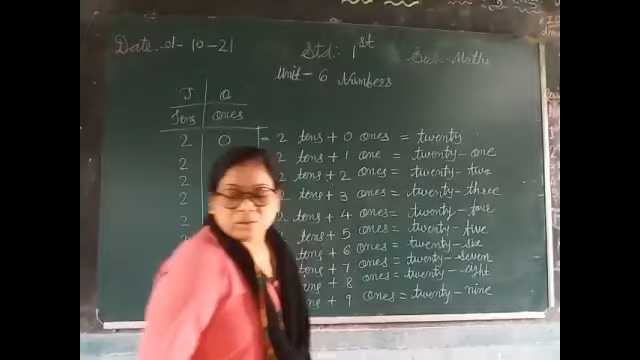 Date. 01-10-21
Std:- 1st
Sub:- Maths
Unit-6 Numbers
T O
Tens ones
2 0 = 2 tens + 0 ones = twenty
2 2 tens + 1 one = twenty-one
2 tens + 2 ones = twenty-two
2 2 tens + 3 ones = twenty-three
2 2 tens + 4 ones = twenty-four
tens + 5 ones = twenty-five
tens + 6 ones = twenty-six
tens + 7 ones = twenty-seven
+ 8 ones = twenty-eight
+ 9 ones = twenty-nine